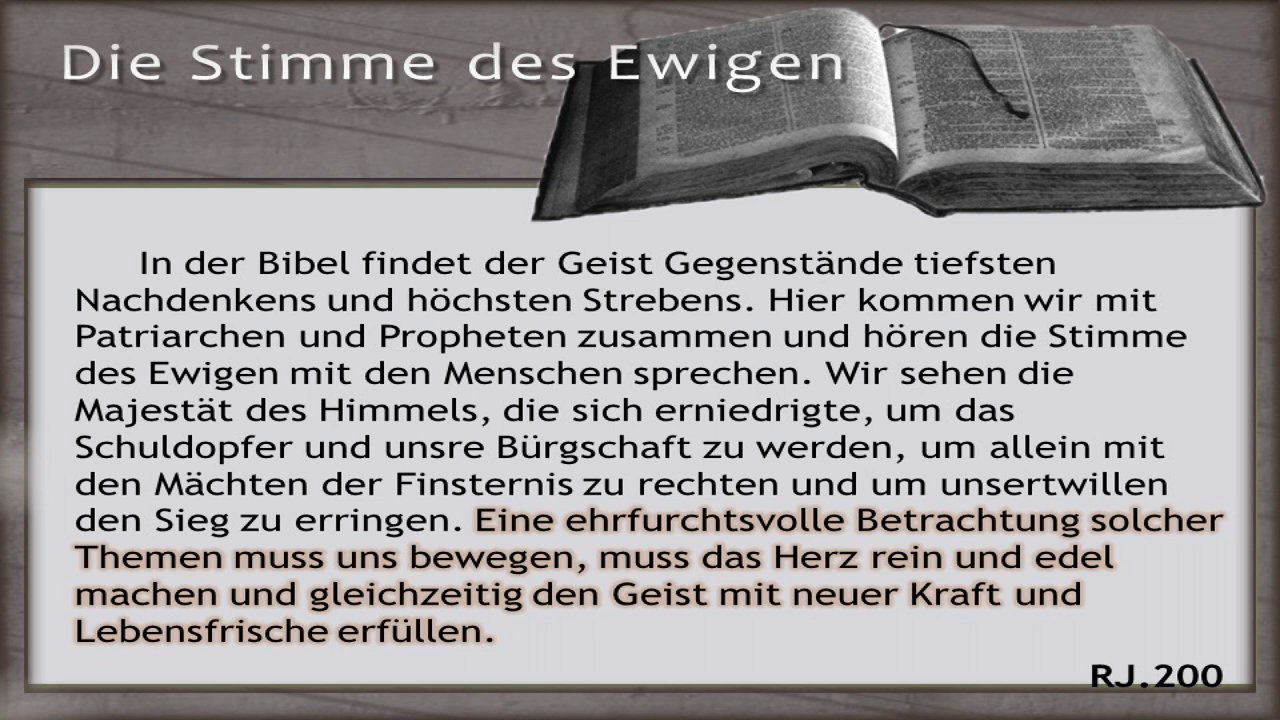 Die Stimme des Ewigen
In der Bibel findet der Geist Gegenstände tiefsten
Nachdenkens und höchsten Strebens. Hier kommen wir mit
Patriarchen und Propheten zusammen und hören die Stimme
des Ewigen mit den Menschen sprechen. Wir sehen die
Majestät des Himmels, die sich erniedrigte, um das
Schuldopfer und unsre Bürgschaft zu werden, um allein mit
den Mächten der Finsternis zu rechten und um unsertwillen
den Sieg zu erringen. Eine ehrfurchtsvolle Betrachtung solcher
Themen muss uns bewegen, muss das Herz rein und edel
machen und gleichzeitig den Geist mit neuer Kraft und
Lebensfrische erfüllen.
RJ.200